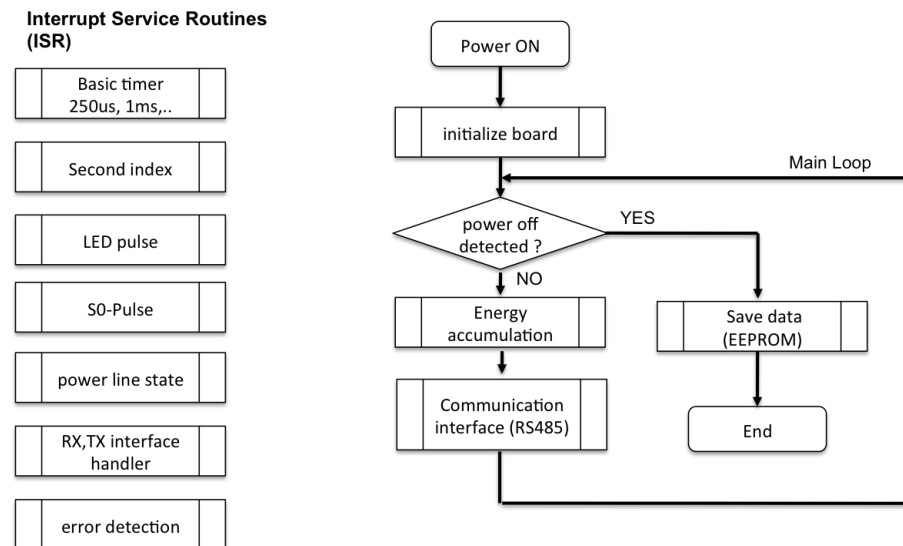 Interrupt Service Routines
(ISR)
Basic timer
250us, 1ms,..
Second index
LED pulse
S0-Pulse
power line state
RX,TX interface
handler
error detection
Power ON
initialize board
Main Loop
power off
detected ?
YES
NO
Energy
accumulation
Save data
(EEPROM)
Communication
interface (RS485)
End